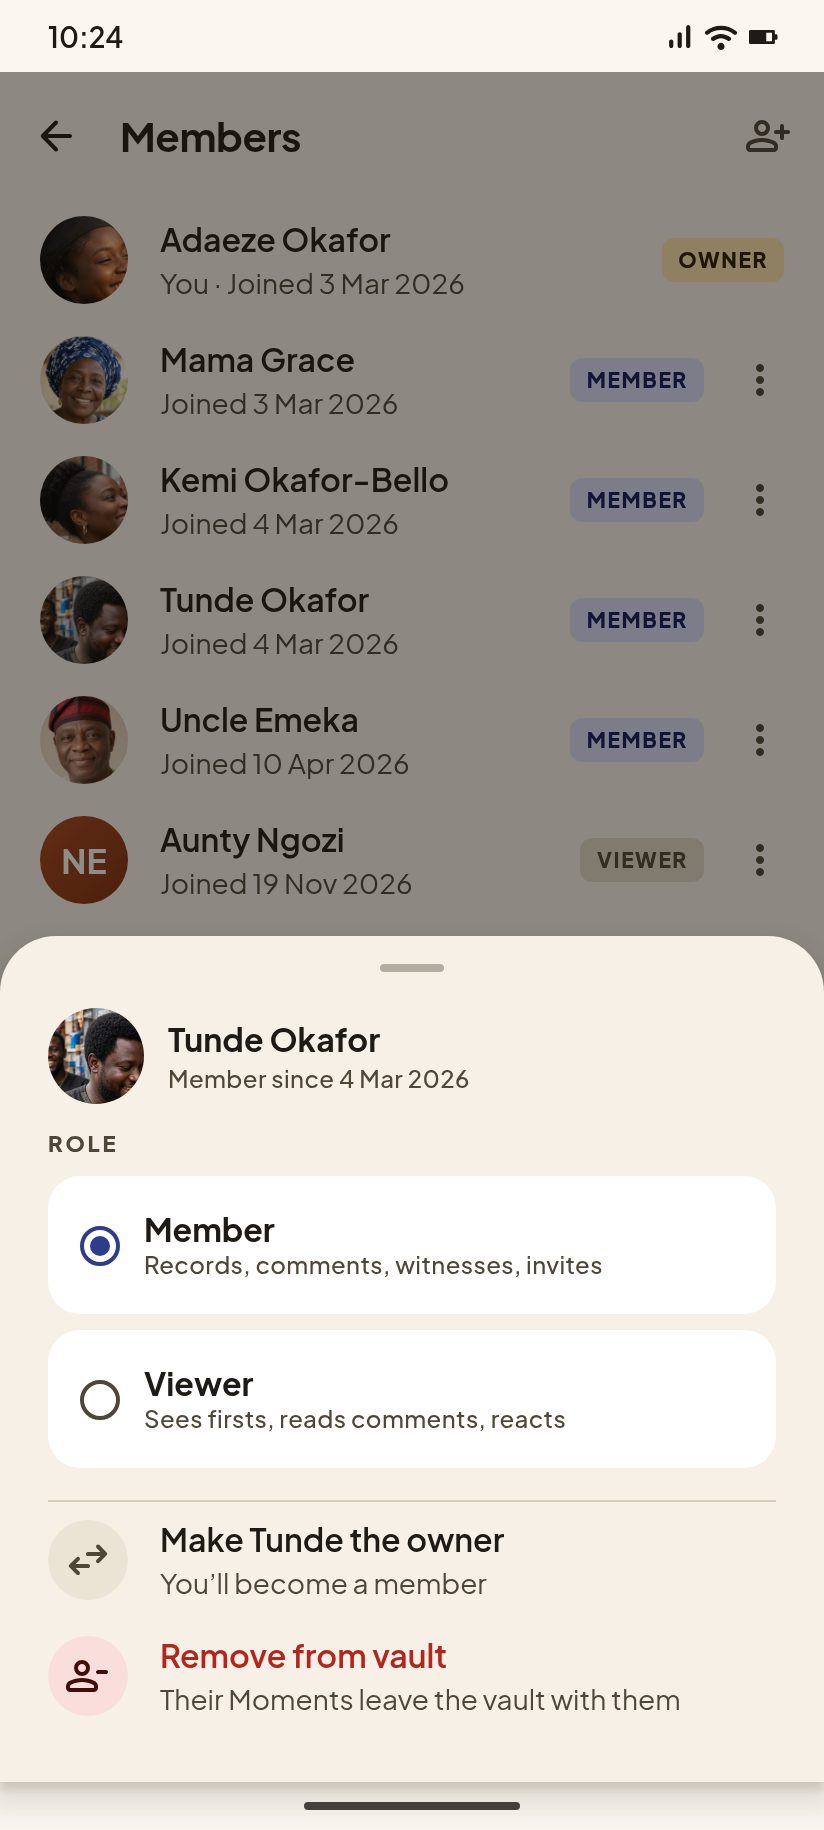 10:24
Members
Adaeze Okafor
You · Joined 3 Mar 2026
OWNER
Mama Grace
Joined 3 Mar 2026
MEMBER
Kemi Okafor-Bello
Joined 4 Mar 2026
MEMBER
Tunde Okafor
Joined 4 Mar 2026
MEMBER
Uncle Emeka
Joined 10 Apr 2026
MEMBER
NE
Aunty Ngozi
Joined 19 Nov 2026
VIEWER
Tunde Okafor
Member since 4 Mar 2026
ROLE
Member
Records, comments, witnesses, invites
Viewer
Sees firsts, reads comments, reacts
Make Tunde the owner
You’ll become a member
Remove from vault
Their Moments leave the vault with them